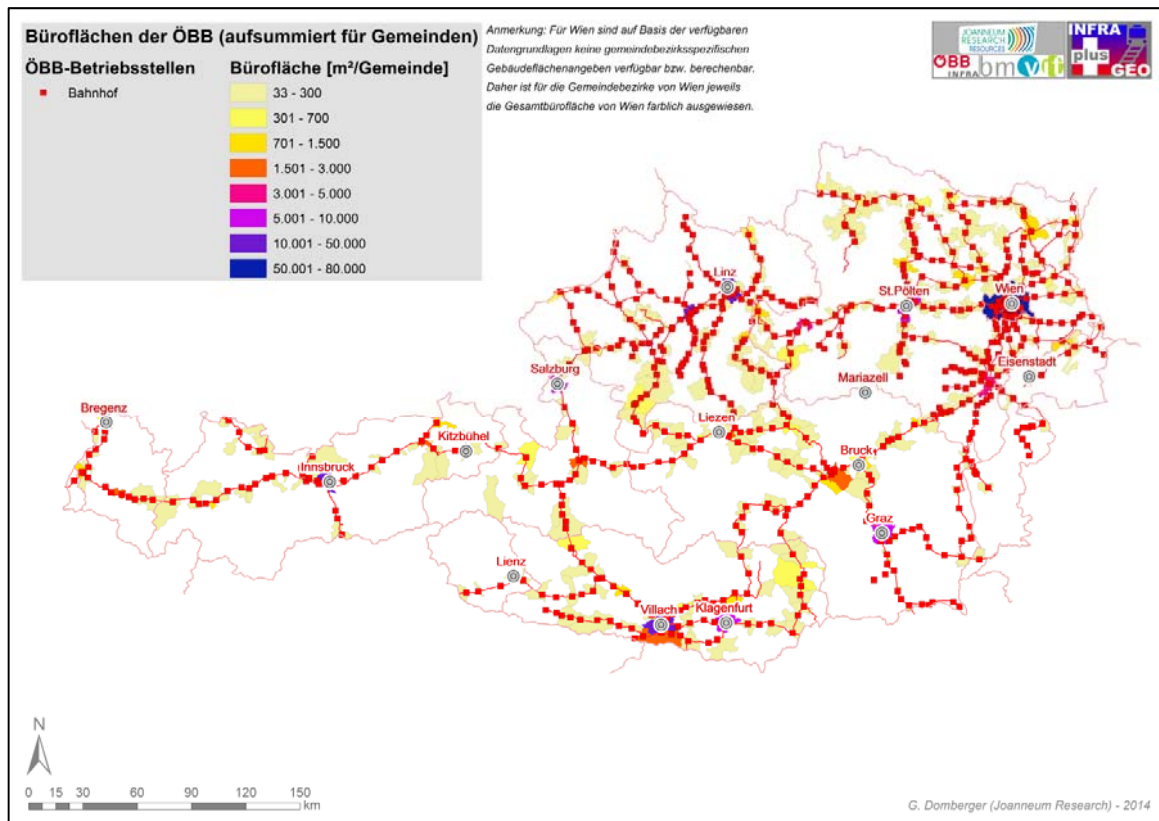 Büroflächen der ÖBB (aufsummiert für Gemeinden)
ÖBB-Betriebsstellen
Bahnhof
Bürofläche [m²/Gemeinde]
33 - 300
301 - 700
701 - 1.500
1.501 - 3.000
3.001 - 5.000
5.001 - 10.000
10.001 - 50.000
50.001 - 80.000
Anmerkung: Für Wien sind auf Basis der verfügbaren
Datengrundlagen keine gemeindebezirksspezifischen
Gebäudeflächenangeben verfügbar bzw. berechenbar.
Daher ist für die Gemeindebezirke von Wien jeweils
die Gesamtbürofläche von Wien farblich ausgewiesen.
JOANNEUM
RESEARCH
RESOURCES
ÖBB
INFRA
bmvit
INFRA
plus
GEO
Linz
St.Pölten
Wien
Salzburg
Eisenstadt
Mariazell
Bregenz
Liezen
Kitzbühel
Bruck
Innsbruck
Graz
Lienz
Villach
Klagenfurt
N
0 15 30 60 90 120 150
km
G. Domberger (Joanneum Research) - 2014